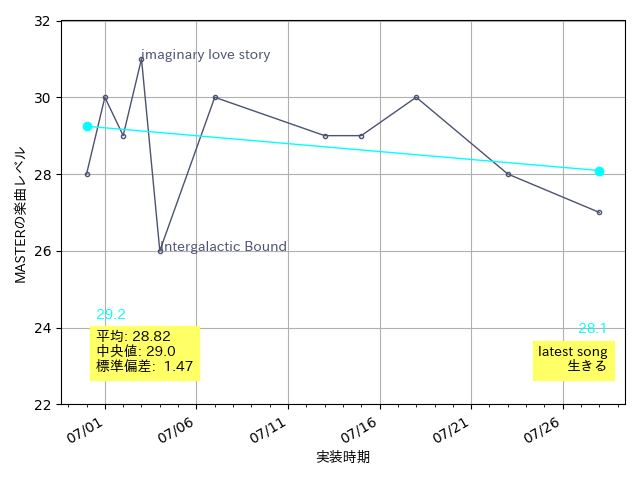 32
30
28
26
24
22
MASTERの楽曲レベル
imaginary love story
Intergalactic Bound
29.2
平均: 28.82
中央値: 29.0
標準偏差: 1.47
28.1
latest song
生きる
07/01
07/06
07/11
07/16
07/21
07/26
実装時期